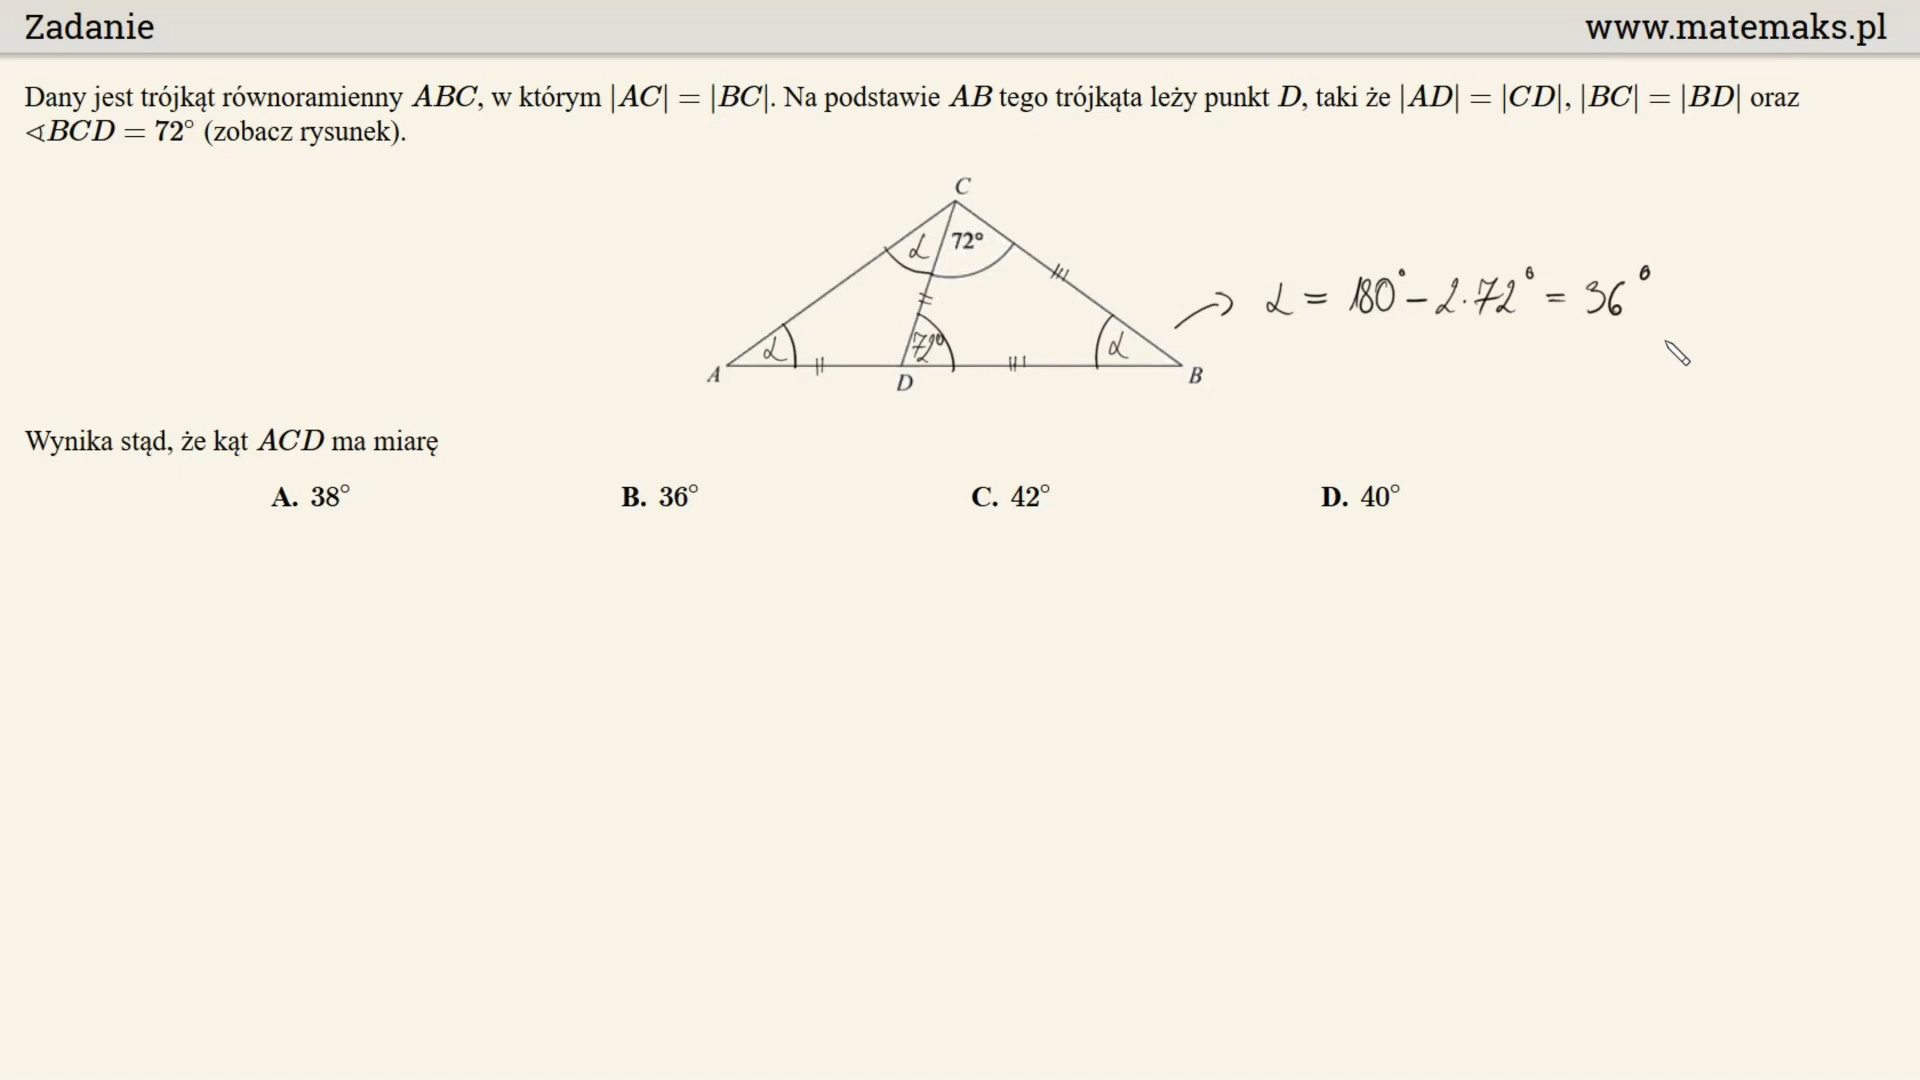 Zadanie
www.matemaks.pl
Dany jest trójkąt równoramienny ABC, w którym |AC| = |BC|. Na podstawie AB tego trójkąta leży punkt D, taki że |AD| = |CD|, |BC| = |BD| oraz
∢BCD = 72° (zobacz rysunek).
C
α 72°
α 72° α
A D B
α = 180° − 2·72° = 36°
Wynika stąd, że kąt ACD ma miarę
A. 38° B. 36° C. 42° D. 40°